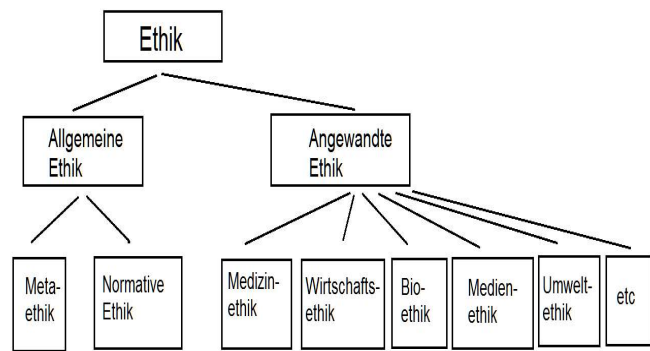 Ethik
Allgemeine
Ethik
Angewandte
Ethik
Meta-
ethik
Normative
Ethik
Medizin-
ethik
Wirtschafts-
ethik
Bio-
ethik
Medien-
ethik
Umwelt-
ethik
etc